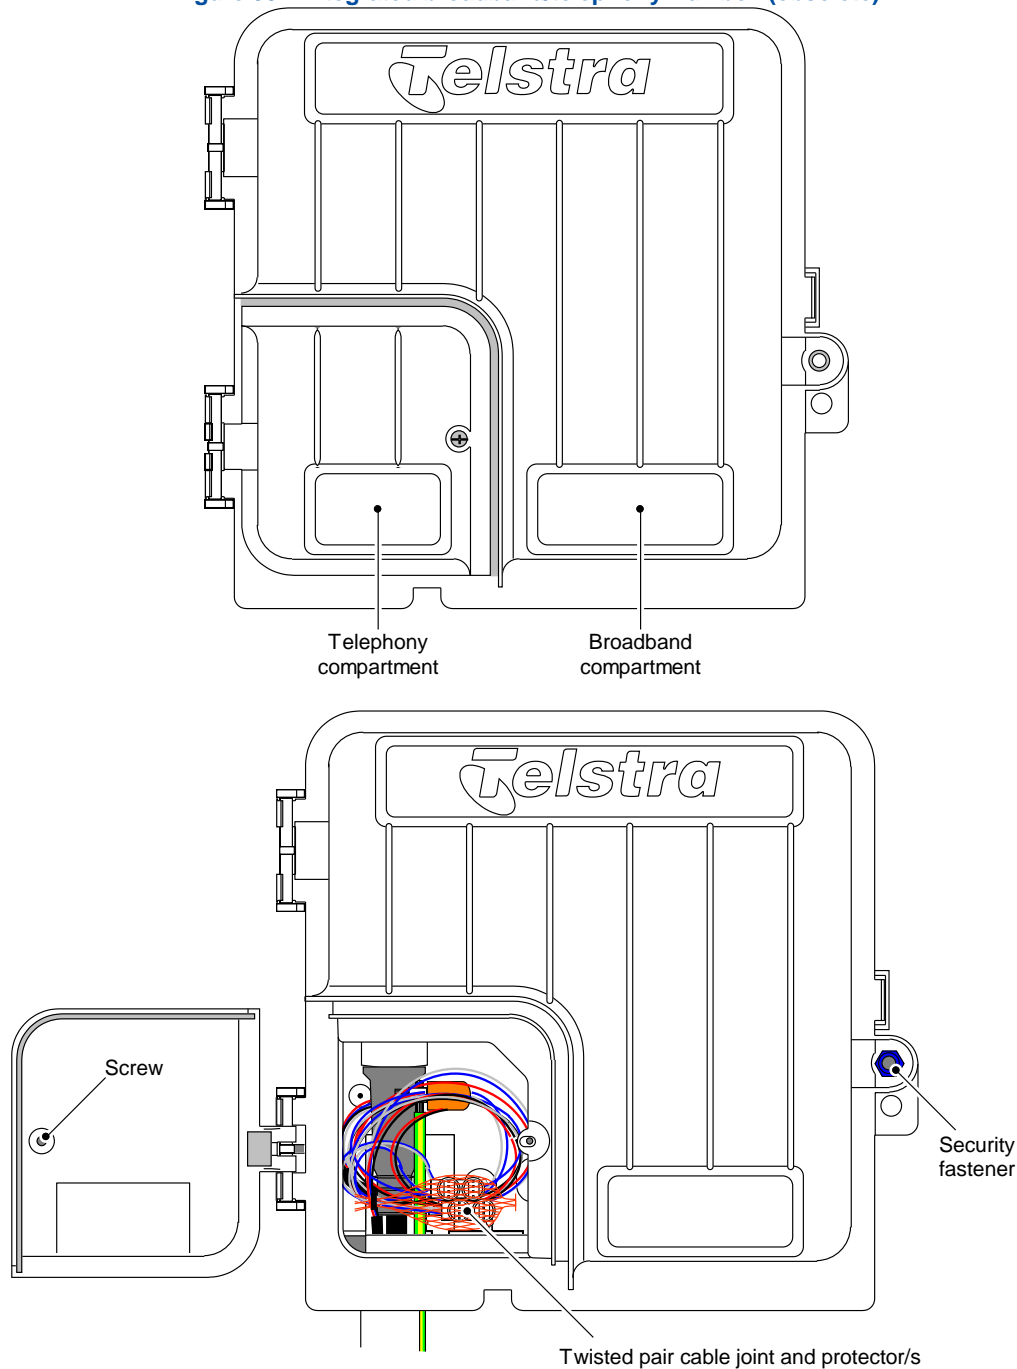 Telstra
Telephony
compartment
Broadband
compartment
Telstra
Screw
Security
fastener
Twisted pair cable joint and protector/s